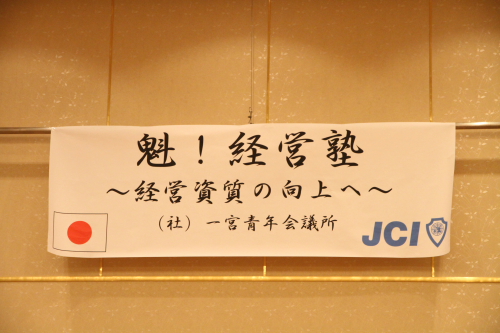 魁！経営塾
〜経営資質の向上へ〜
（社） 一宮青年会議所
JCI